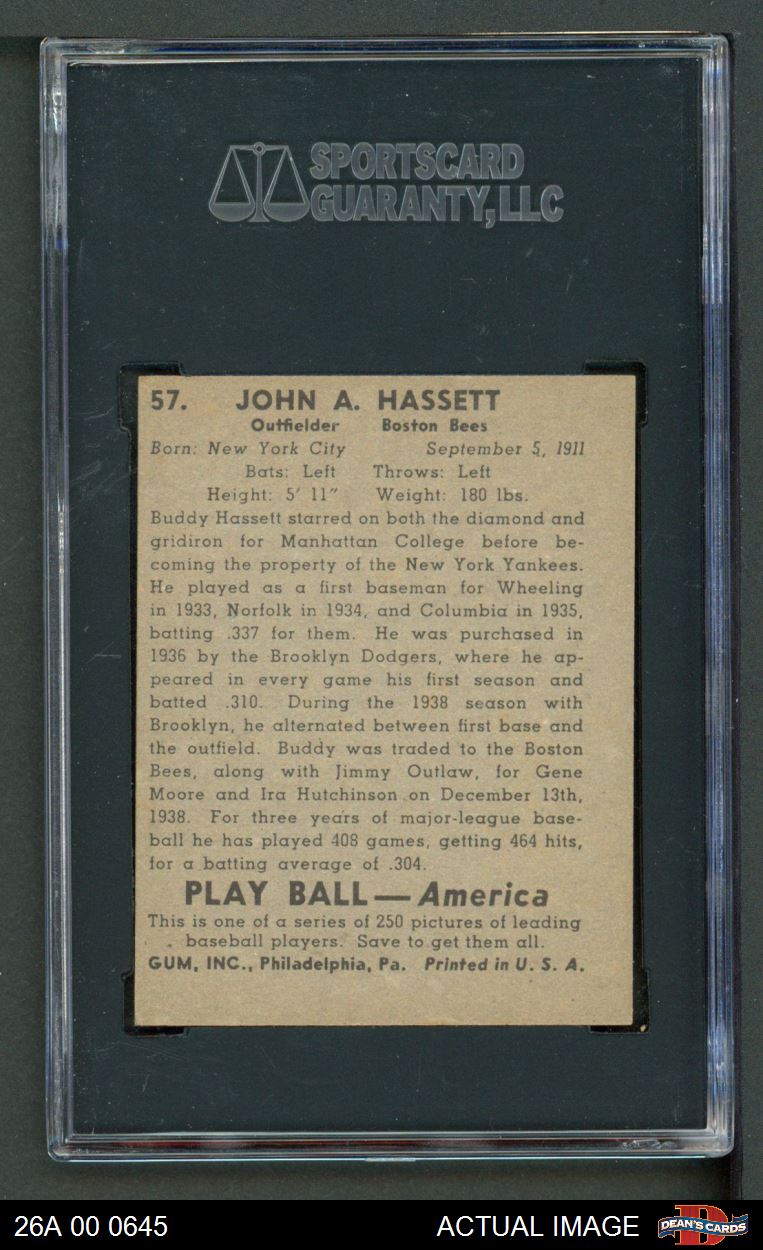 SPORTSCARD
GUARANTY, LLC
57. JOHN A. HASSETT
Outfielder Boston Bees
Born: New York City September 5, 1911
Bats: Left Throws: Left
Height: 5' 11" Weight: 180 lbs.
Buddy Hassett starred on both the diamond and
gridiron for Manhattan College before be-
coming the property of the New York Yankees.
He played as a first baseman for Wheeling
in 1933, Norfolk in 1934, and Columbia in 1935,
batting .337 for them. He was purchased in
1936 by the Brooklyn Dodgers, where he ap-
peared in every game his first season and
batted .310. During the 1938 season with
Brooklyn, he alternated between first base and
the outfield. Buddy was traded to the Boston
Bees, along with Jimmy Outlaw, for Gene
Moore and Ira Hutchinson on December 13th,
1938. For three years of major-league base-
ball he has played 408 games, getting 464 hits,
for a batting average of .304.
PLAY BALL — America
This is one of a series of 250 pictures of leading
baseball players. Save to get them all.
GUM, INC., Philadelphia, Pa. Printed in U. S. A.
26A 00 0645 ACTUAL IMAGE DEAN'S CARDS